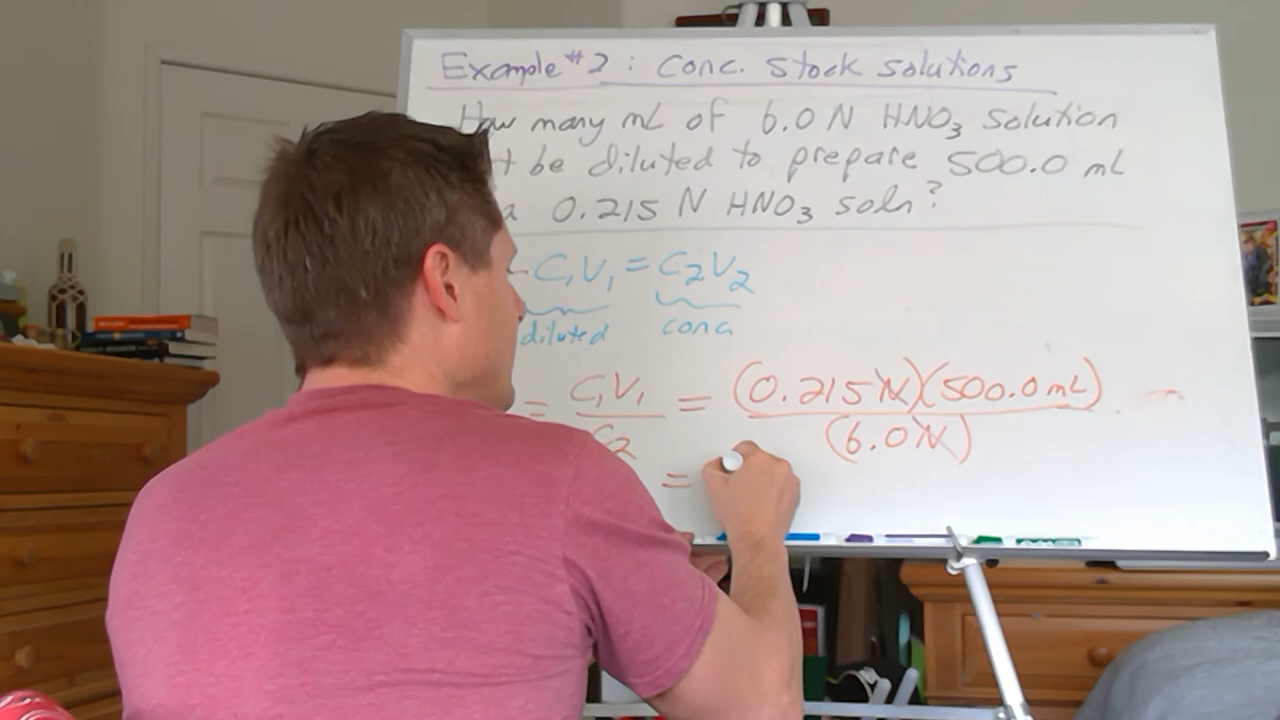 Example #2 : Conc. Stock Solutions
How many mL of 6.0 N HNO₃ solution
be diluted to prepare 500.0 mL
a 0.215 N HNO₃ soln?
C₁V₁ = C₂V₂
diluted conc
= C₁V₁ / C₂ = (0.215 N)(500.0 mL) / (6.0 N)
=